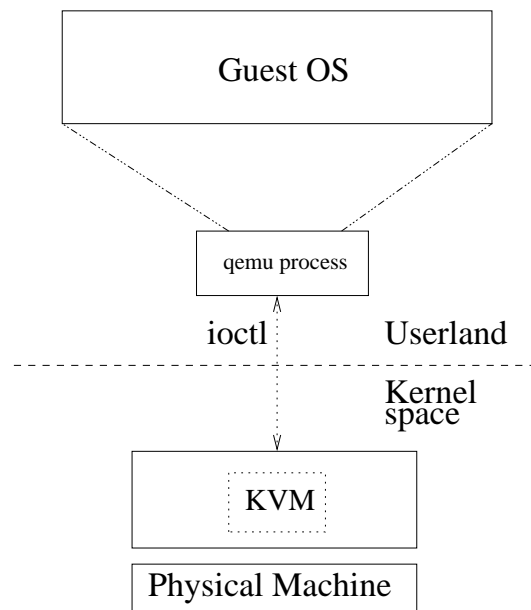 Guest OS
qemu process
ioctl
Userland
Kernel
space
KVM
Physical Machine